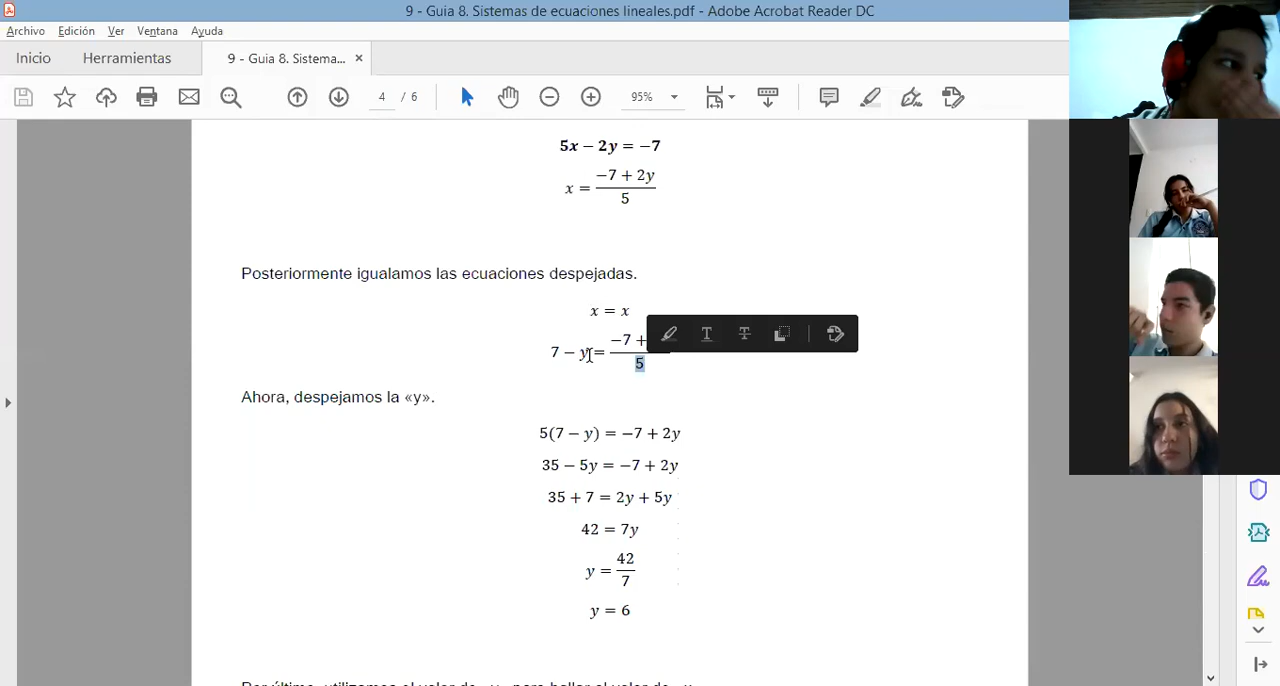 9 - Guia 8. Sistemas de ecuaciones lineales.pdf - Adobe Acrobat Reader DC
Archivo Edición Ver Ventana Ayuda
Inicio Herramientas 9 - Guia 8. Sistema... ×
4 / 6 95%
5x − 2y = −7
x = (−7 + 2y)/5
Posteriormente igualamos las ecuaciones despejadas.
x = x
7 − y = (−7 +)/5
Ahora, despejamos la «y».
5(7 − y) = −7 + 2y
35 − 5y = −7 + 2y
35 + 7 = 2y + 5y
42 = 7y
y = 42/7
y = 6